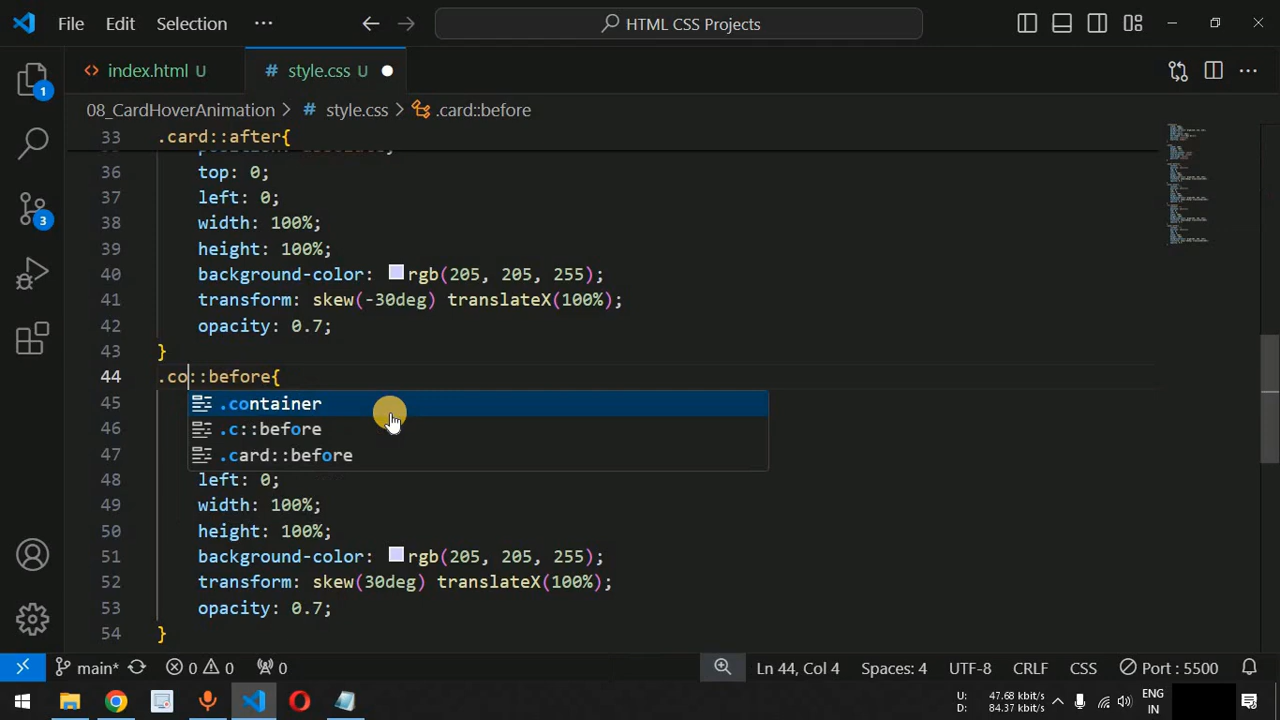 File Edit Selection ··· HTML CSS Projects
index.html U # style.css U
08_CardHoverAnimation > # style.css > .card::before
33 .card::after{
36 top: 0;
37 left: 0;
38 width: 100%;
39 height: 100%;
40 background-color: rgb(205, 205, 255);
41 transform: skew(-30deg) translateX(100%);
42 opacity: 0.7;
43 }
44 .co::before{
45 .container
46 .c::before
47 .card::before
48 left: 0;
49 width: 100%;
50 height: 100%;
51 background-color: rgb(205, 205, 255);
52 transform: skew(30deg) translateX(100%);
53 opacity: 0.7;
54 }
1
3
main* 0 0 0 Ln 44, Col 4 Spaces: 4 UTF-8 CRLF CSS Port : 5500
U: 47.68 kbit/s ENG
D: 84.37 kbit/s IN